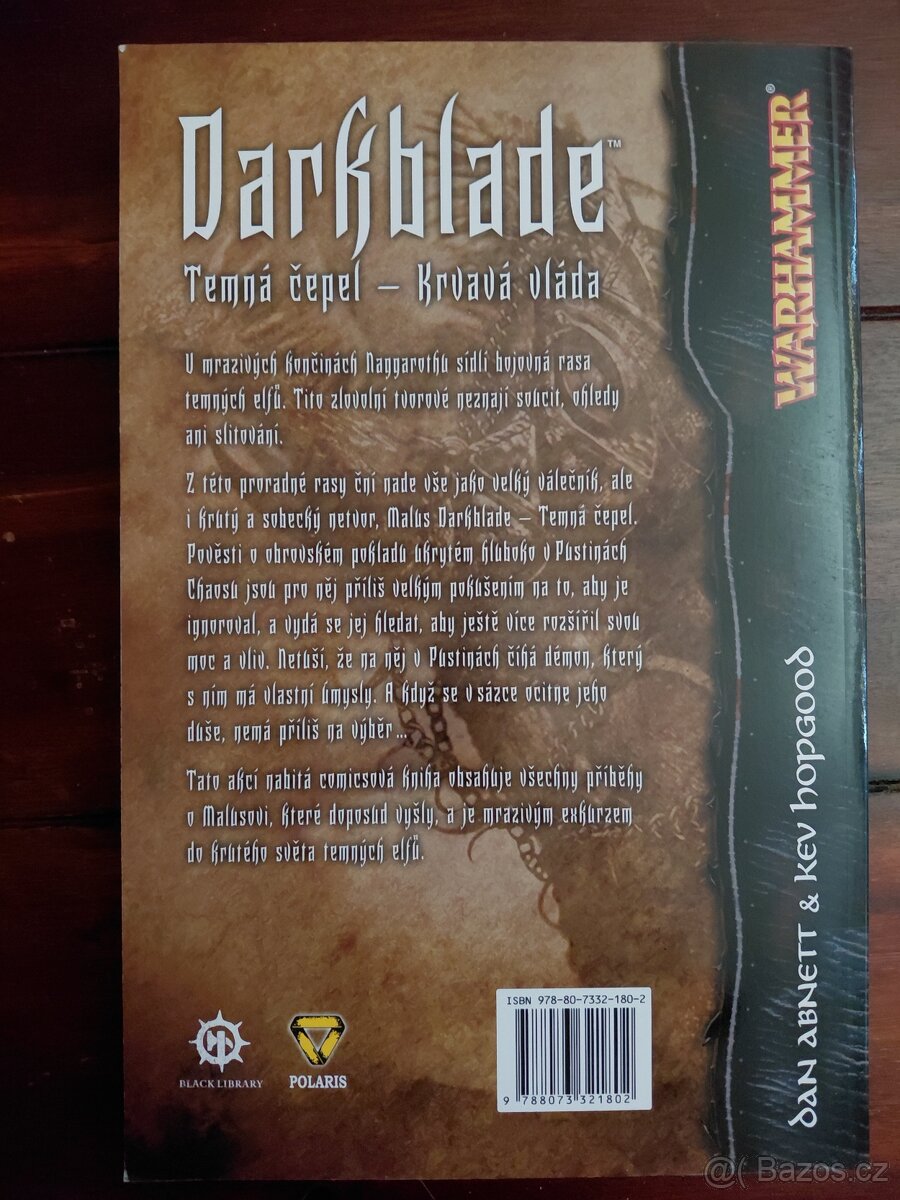 Darkblade™
Temná čepel – Krvavá vláda
U mrazivých končinách Naggarothu sídlí bojovná rasa
temných elfů. Tito zlovolní tvorové neznají soucit, ohledy
ani slitování.
Z této proradné rasy ční nade vše jako velký válečník, ale
i krutý a sobecký netvor, Malus Darkblade – Temná čepel.
Pověsti o obrovském pokladu ukrytém hluboko v Pustinách
Chaosu jsou pro něj příliš velkým pokušením na to, aby je
ignoroval, a vydá se jej hledat, aby ještě více rozšířil svou
moc a vliv. Netuší, že na něj v Pustinách číhá démon, který
s ním má vlastní úmysly. A když se v sázce ocitne jeho
duše, nemá příliš na výběr...
Tato akcí nabitá comicsová kniha obsahuje všechny příběhy
o Malusovi, které doposud vyšly, a je mrazivým exkurzem
do krutého světa temných elfů.
BLACK LIBRARY
POLARIS
ISBN 978-80-7332-180-2
9 788073 321802
WARHAMMER®
DAN ABNETT & KEV HOPGOOD
@( Bazos.cz